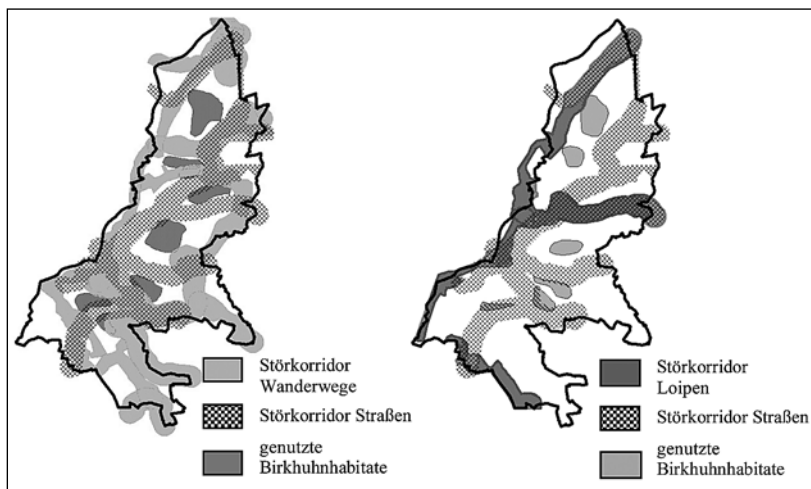 Störkorridor
Wanderwege
Störkorridor Straßen
genutzte
Birkhuhnhabitate
Störkorridor
Loipen
Störkorridor Straßen
genutzte
Birkhuhnhabitate